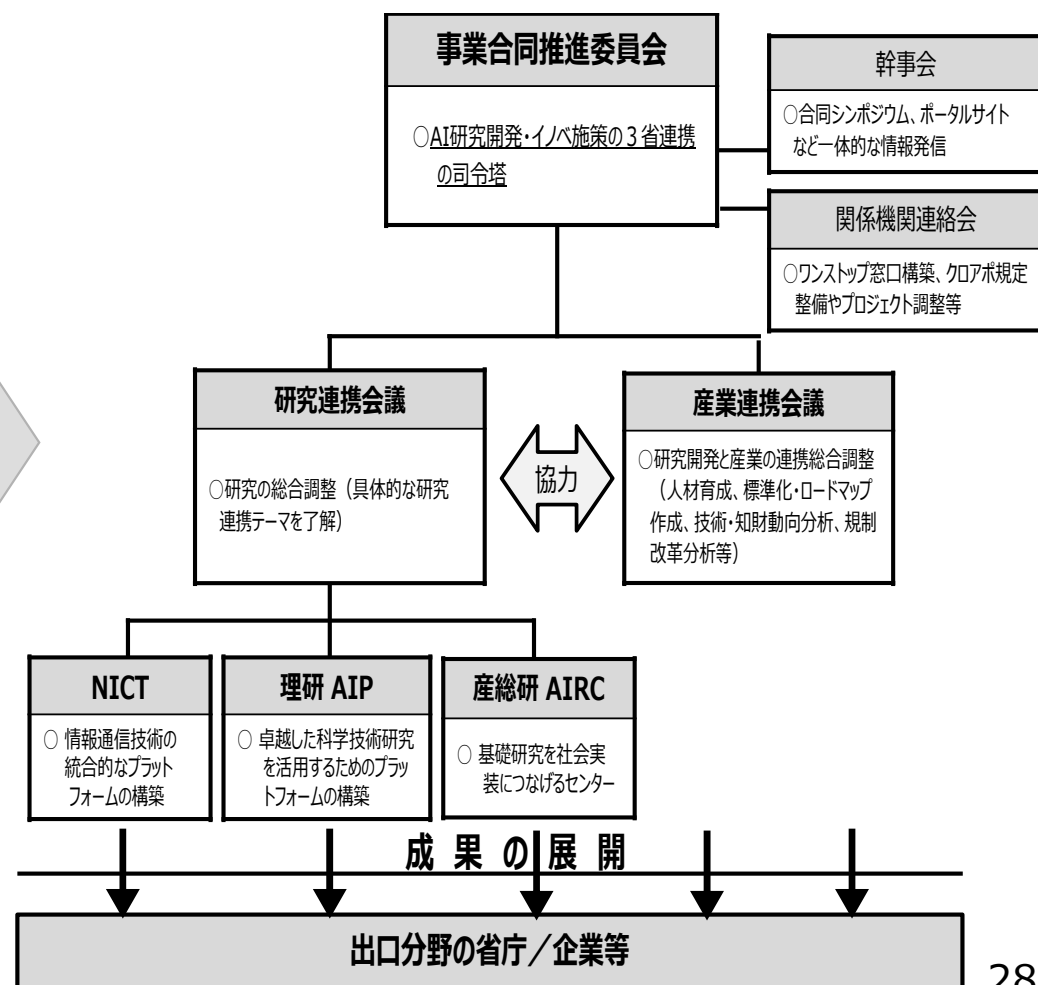 事業合同推進委員会
○AI研究開発・イノベ施策の3省連携
の司令塔
幹事会
○合同シンポジウム、ポータルサイト
など一体的な情報発信
関係機関連絡会
○ワンストップ窓口構築、クロアポ規定
整備やプロジェクト調整等
研究連携会議
○研究の総合調整（具体的な研究
連携テーマを了解）
協力
産業連携会議
○研究開発と産業の連携総合調整
（人材育成、標準化・ロードマップ
作成、技術・知財動向分析、規制
改革分析等）
NICT
○ 情報通信技術の
統合的なプラット
フォームの構築
理研 AIP
○ 卓越した科学技術研究
を活用するためのプラッ
トフォームの構築
産総研 AIRC
○ 基礎研究を社会実
装につなげるセンター
成 果 の 展 開
出口分野の省庁／企業等
28